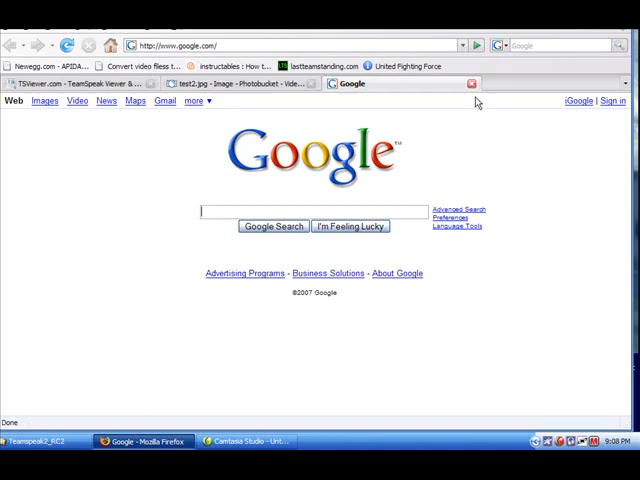 http://www.google.com/
Google
Newegg.com - APIDA... Convert video filess t... instructables : How t... LTS lastteamstanding.com United Fighting Force
TSViewer.com - TeamSpeak Viewer &... test2.jpg - Image - Photobucket - Vide... Google
Web Images Video News Maps Gmail more ▼ iGoogle | Sign in
Google™
Advanced Search
Preferences
Language Tools
Google Search I'm Feeling Lucky
Advertising Programs - Business Solutions - About Google
©2007 Google
Done
Teamspeak2_RC2 Google - Mozilla Firefox Camtasia Studio - Unt... 9:08 PM